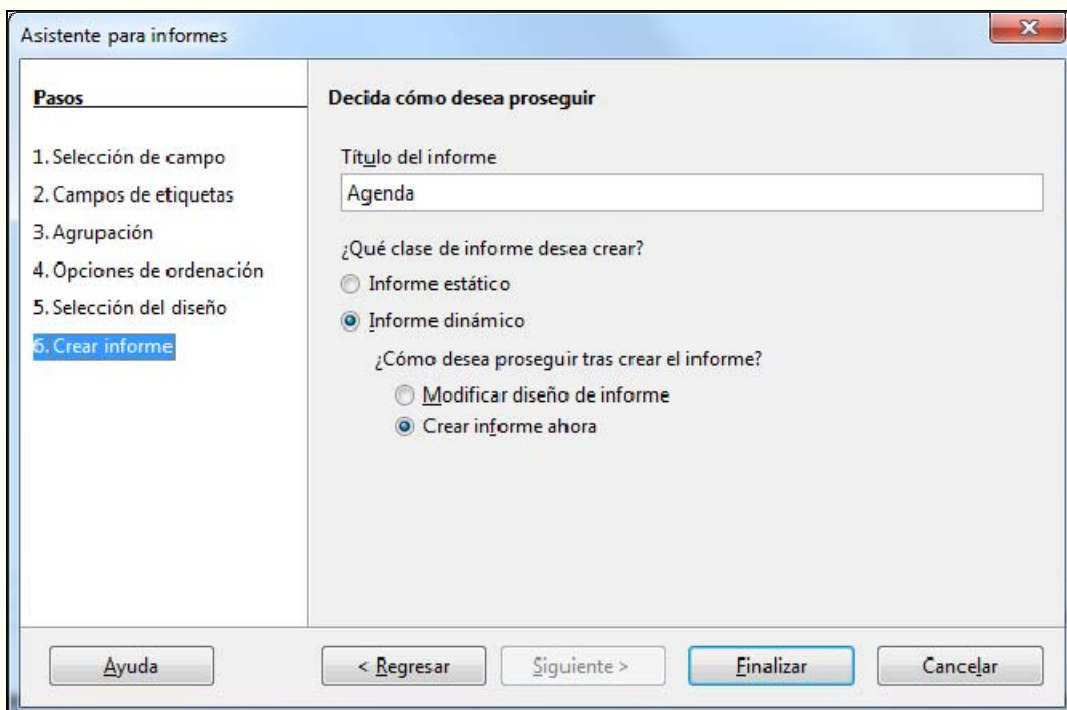 Asistente para informes
Pasos
1. Selección de campo
2. Campos de etiquetas
3. Agrupación
4. Opciones de ordenación
5. Selección del diseño
6. Crear informe
Decida cómo desea proseguir
Título del informe
Agenda
¿Qué clase de informe desea crear?
Informe estático
Informe dinámico
¿Cómo desea proseguir tras crear el informe?
Modificar diseño de informe
Crear informe ahora
Ayuda
< Regresar
Siguiente >
Finalizar
Cancelar